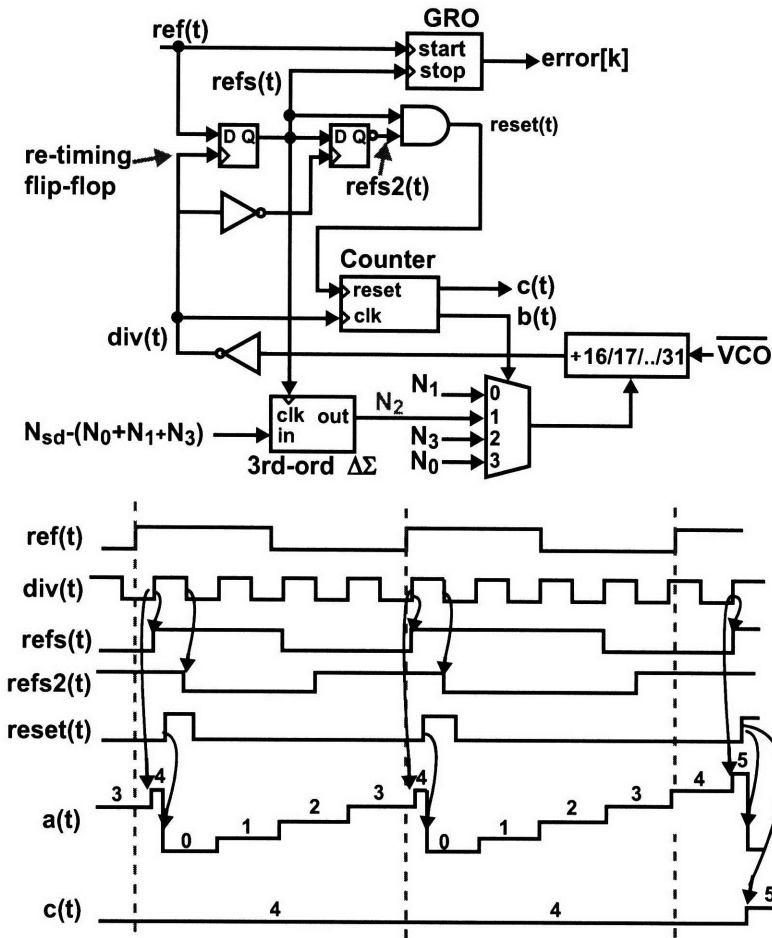 GRO
ref(t)
start
stop
error[k]
refs(t)
D Q
D Q
reset(t)
re-timing
flip-flop
refs2(t)
Counter
reset
clk
c(t)
b(t)
div(t)
+16/17/../31
VCO
N1
0
N2
1
N3
2
N0
3
clk out
in
Nsd-(N0+N1+N3)
3rd-ord ΔΣ
ref(t)
div(t)
refs(t)
refs2(t)
reset(t)
a(t)
3 4 0 1 2 3 4 0 1 2 3 4 5
c(t)
4 4 5